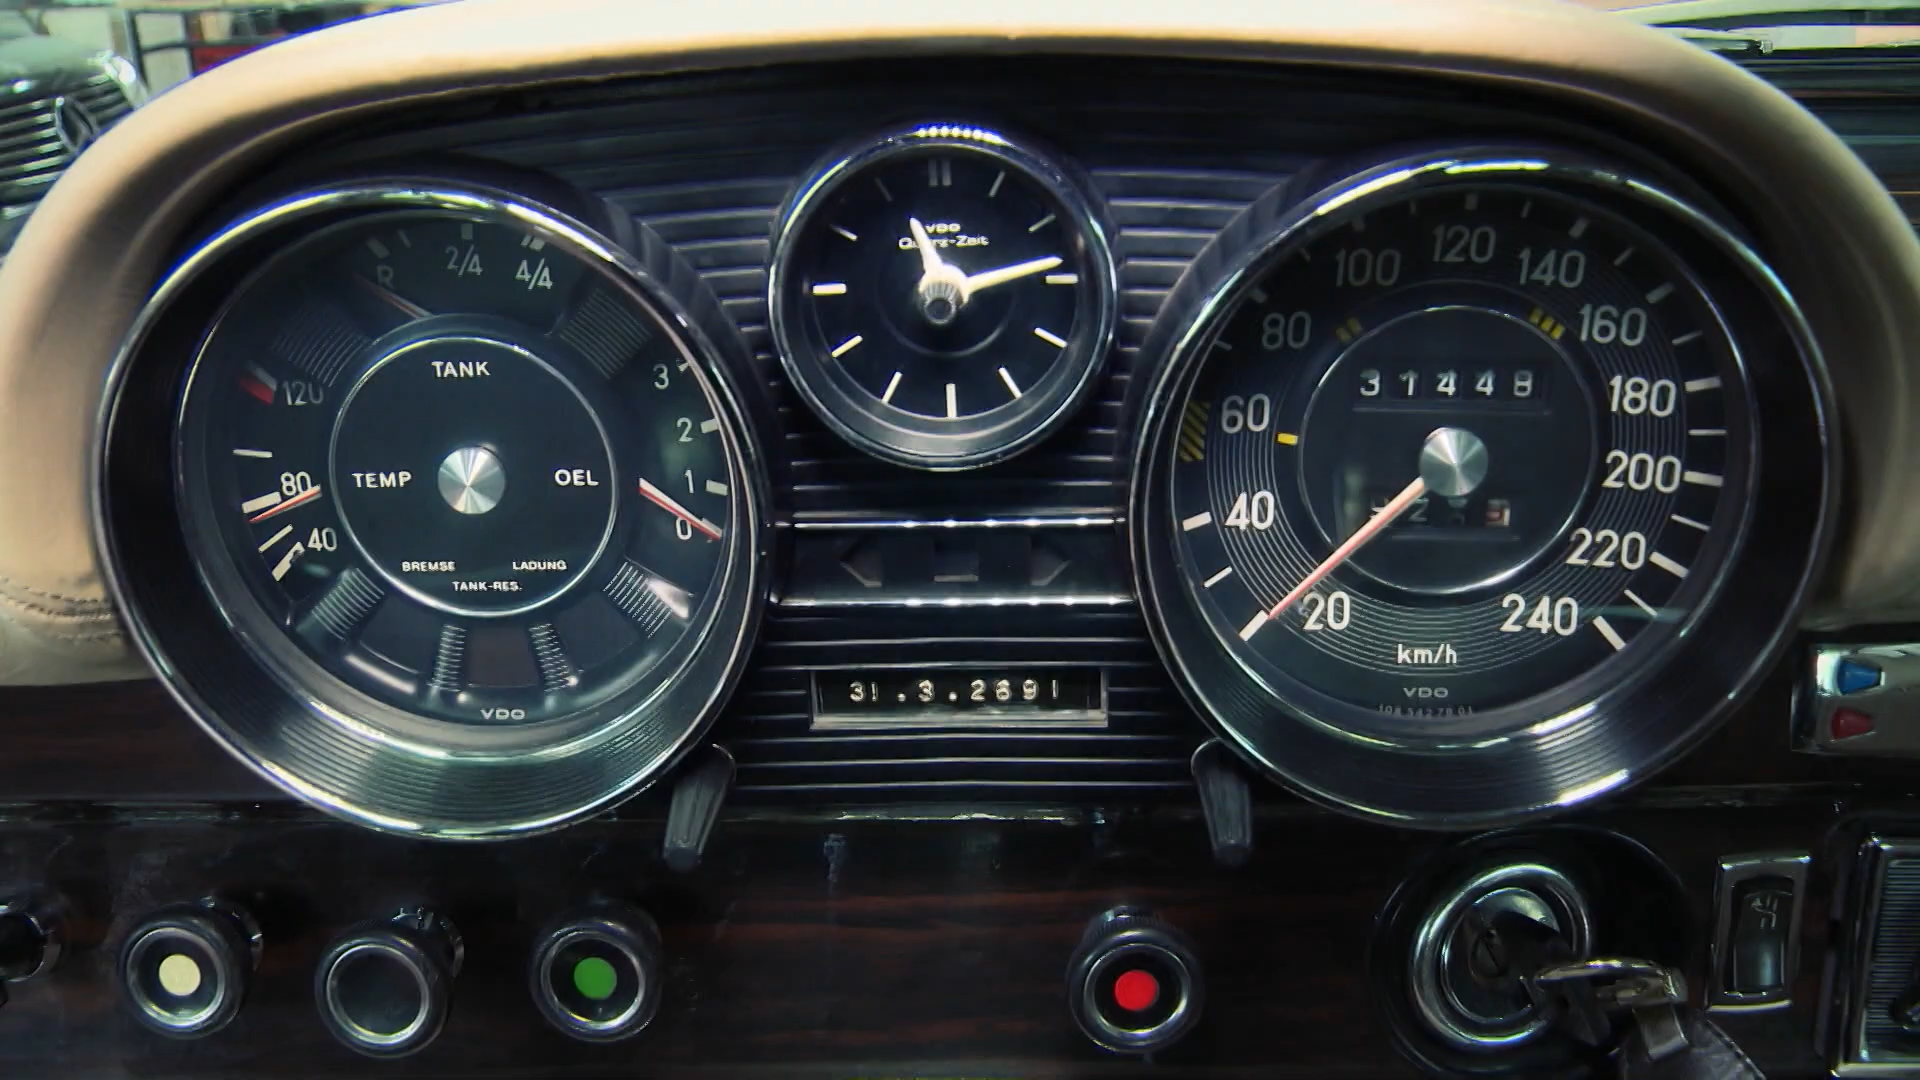 R 2/4 4/4
TANK
120
80
40
TEMP
OEL
3
2
1
0
BREMSE LADUNG
TANK-RES.
VDO
VDO
Quarz-Zeit
31.3.2691
20
40
60
80
100
120
140
160
180
200
220
240
31448
km/h
VDO